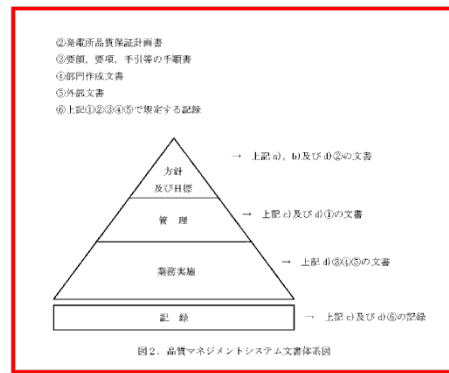 ②発電所品質保証計画書
③要領，要項，手引等の手順書
④部門作成文書
⑤外部文書
⑥上記①②③④⑤で規定する記録
方針
及び目標
→ 上記 a)，b)及び d)②の文書
管 理
→ 上記 c)及び d)①の文書
業務実施
→ 上記 d)③④⑤の文書
記 録
→ 上記 c)及び d)⑥の記録
図２．品質マネジメントシステム文書体系図